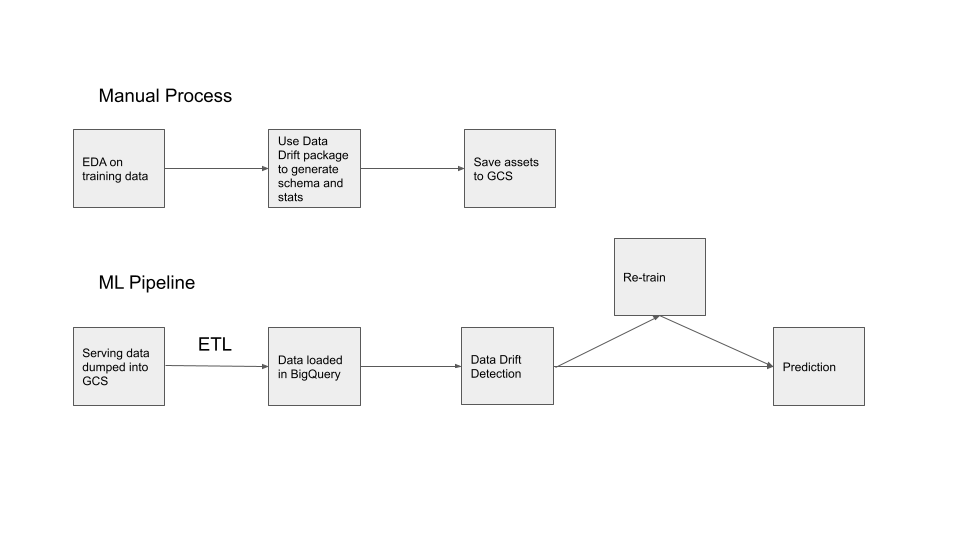 Manual Process
EDA on
training data
Use Data
Drift package
to generate
schema and
stats
Save assets
to GCS
Re-train
ML Pipeline
Serving data
dumped into
GCS
ETL
Data loaded
in BigQuery
Data Drift
Detection
Prediction